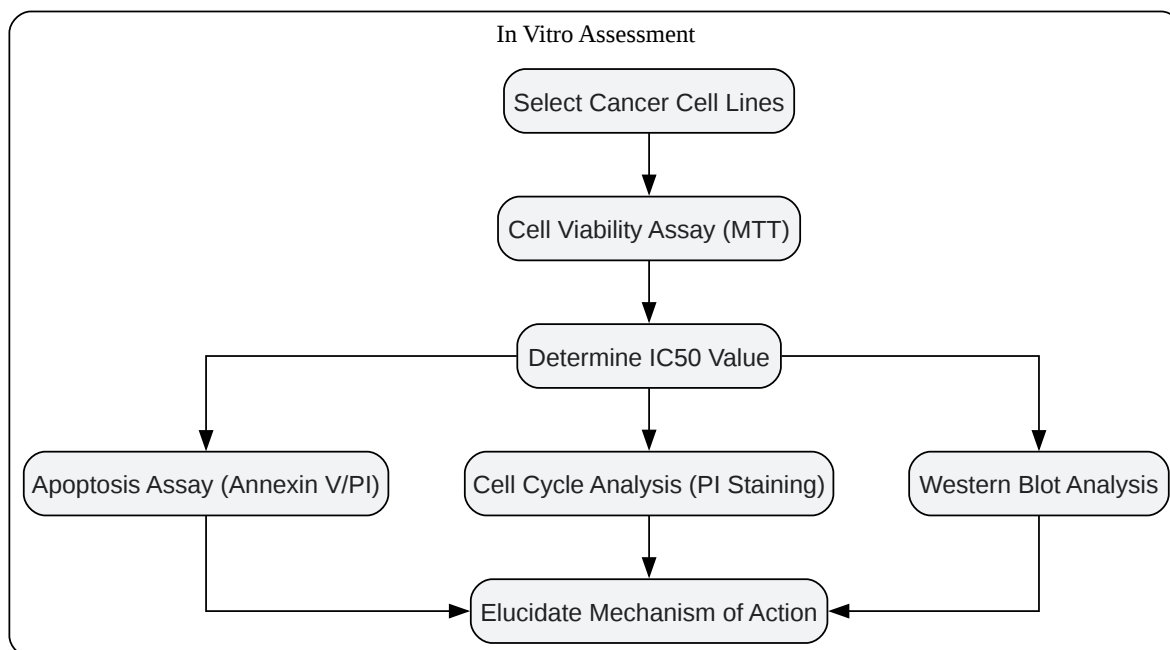 In Vitro Assessment
Select Cancer Cell Lines
Cell Viability Assay (MTT)
Determine IC50 Value
Apoptosis Assay (Annexin V/PI)
Cell Cycle Analysis (PI Staining)
Western Blot Analysis
Elucidate Mechanism of Action